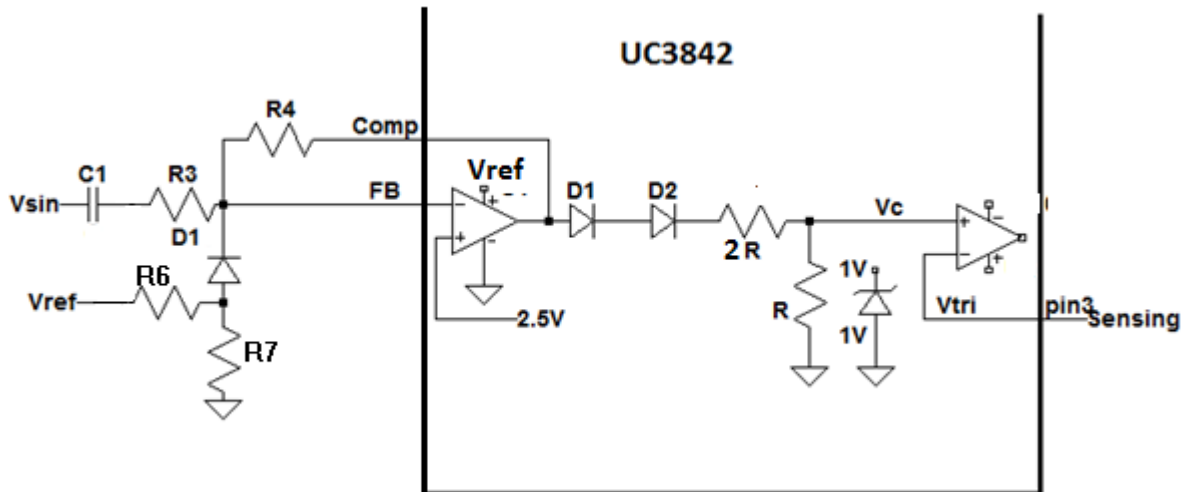 UC3842
R4
Comp
Vref
C1
R3
Vsin
FB
D1
D2
Vc
D1
2 R
R6
1V
Vref
Vtri
pin3
Sensing
2.5V
R
1V
R7